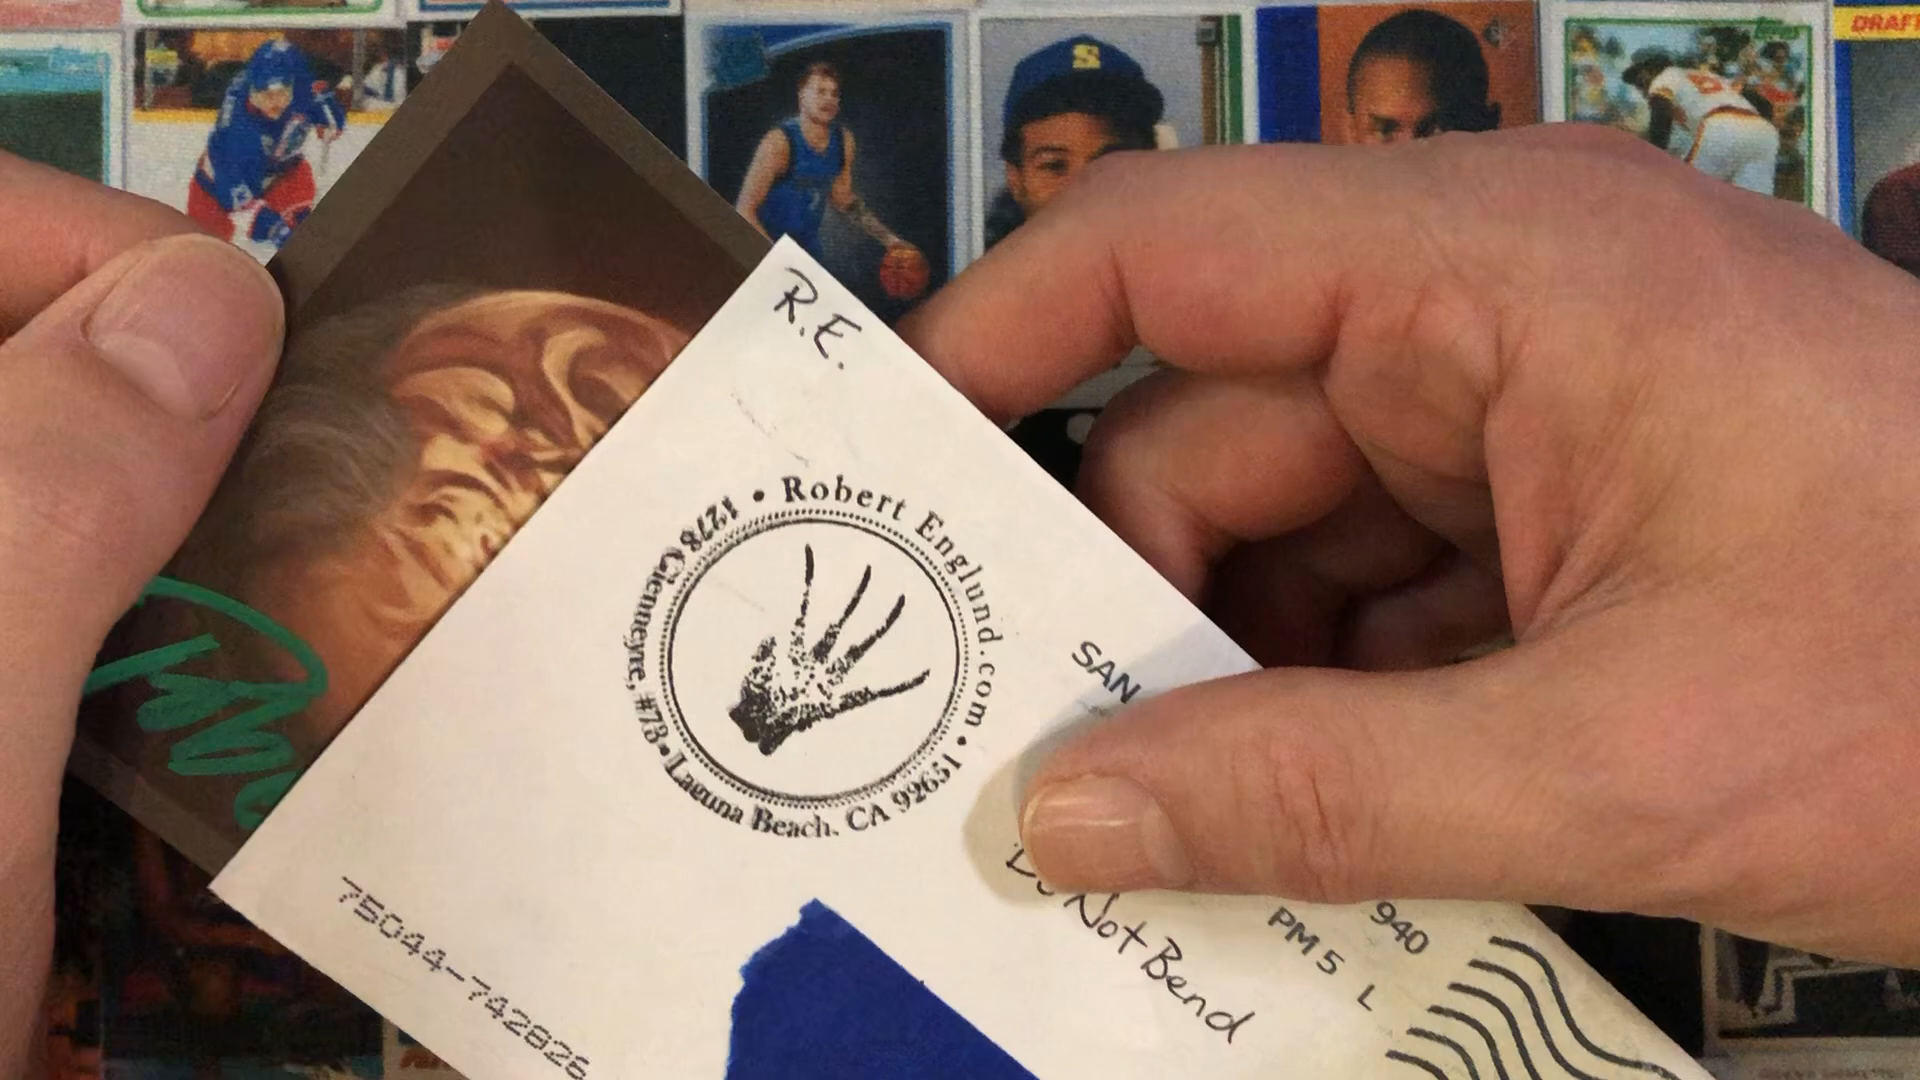 DRAFT
S
R.E.
1278 Glenneyre, #73 • Laguna Beach, CA 92651 • Robert Englund.com •
SAN
Do Not Bend
940
PM 5 L
75044-742826